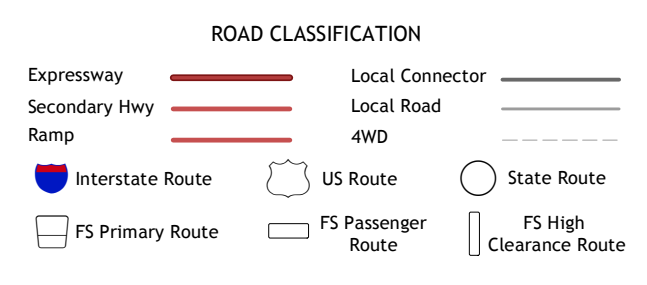 ROAD CLASSIFICATION
Expressway
Local Connector
Secondary Hwy
Local Road
Ramp
4WD
Interstate Route
US Route
State Route
FS Primary Route
FS Passenger
Route
FS High
Clearance Route